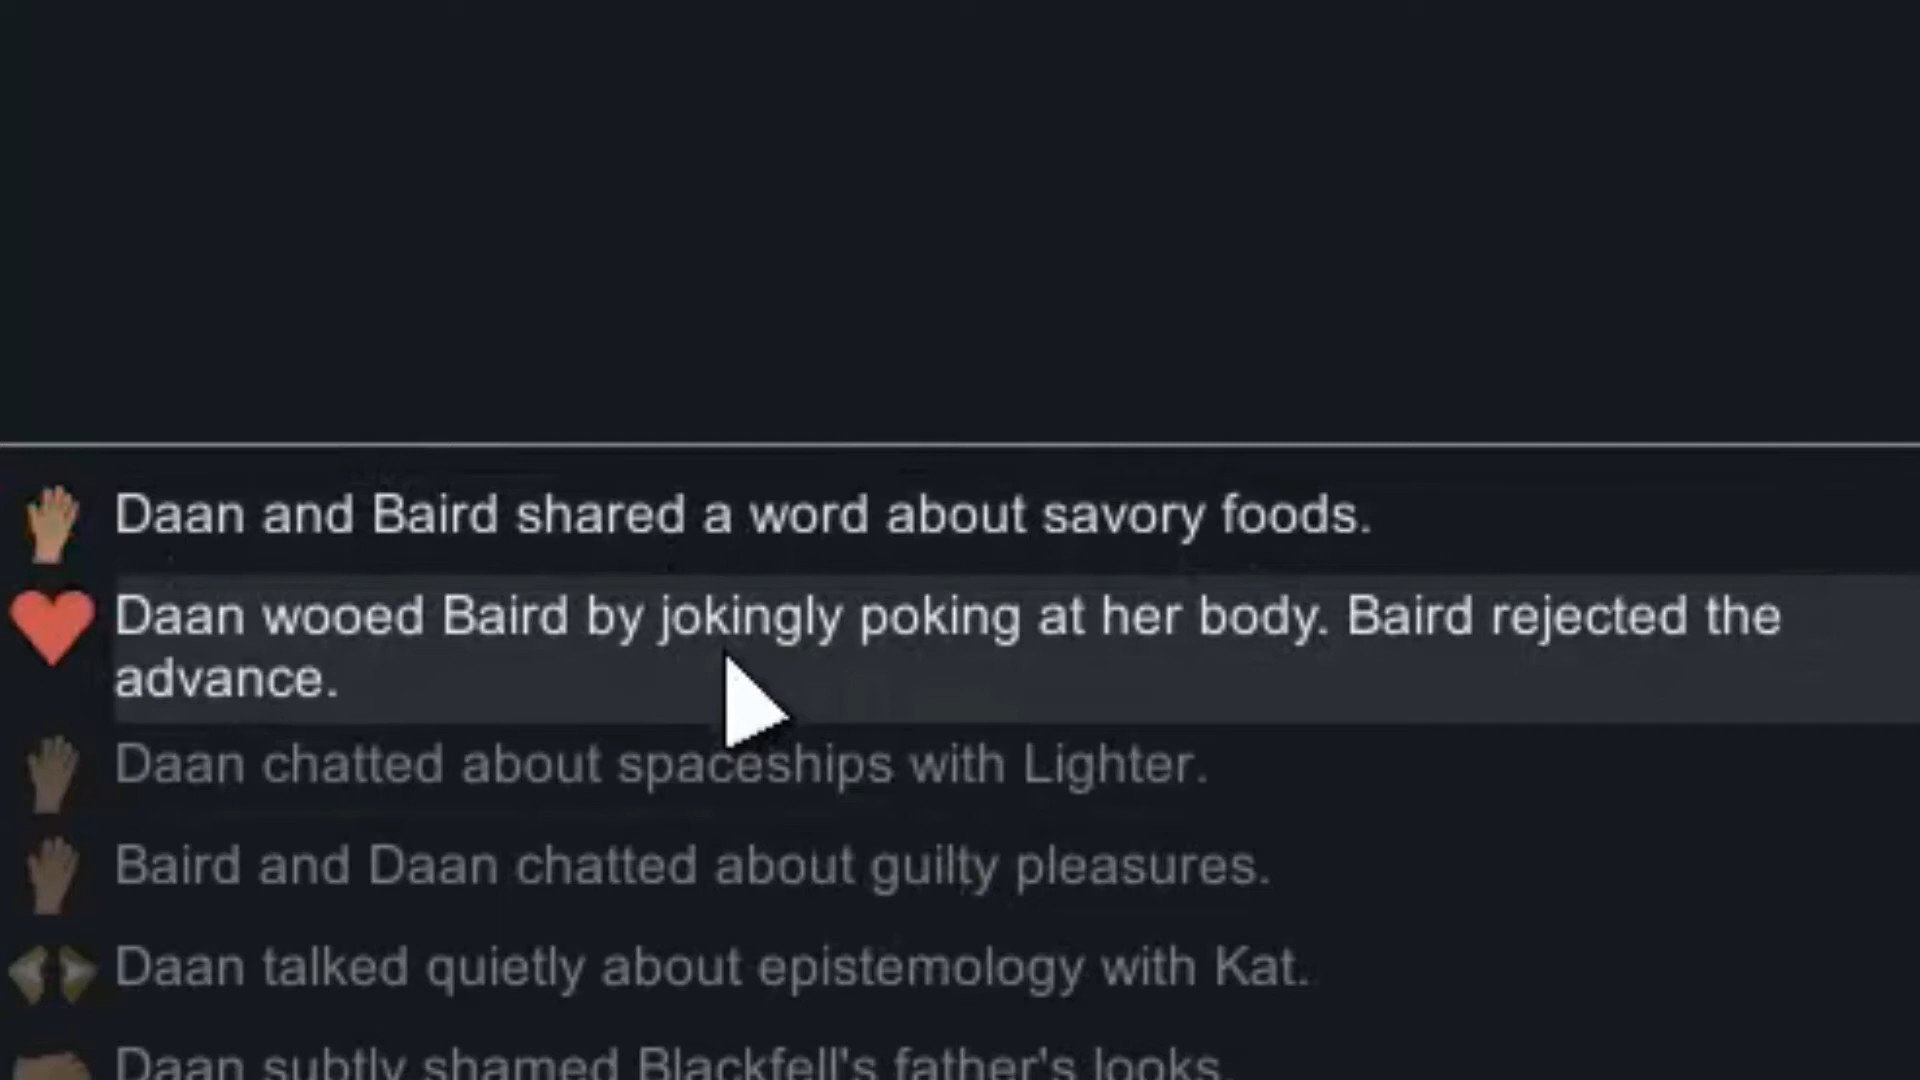 Daan and Baird shared a word about savory foods.
Daan wooed Baird by jokingly poking at her body. Baird rejected the
advance.
Daan chatted about spaceships with Lighter.
Baird and Daan chatted about guilty pleasures.
Daan talked quietly about epistemology with Kat.
Daan subtly shamed Blackfell's father's looks.